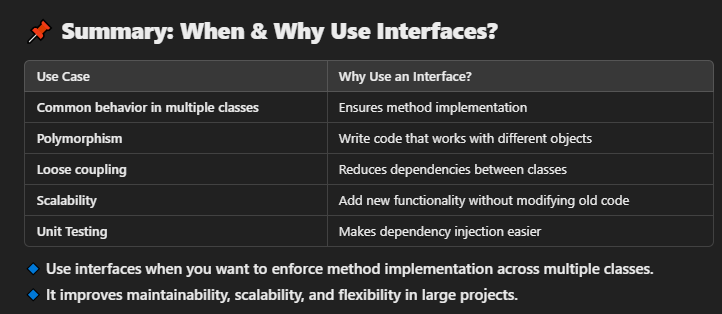 📌 Summary: When & Why Use Interfaces?
Use Case Why Use an Interface?
Common behavior in multiple classes Ensures method implementation
Polymorphism Write code that works with different objects
Loose coupling Reduces dependencies between classes
Scalability Add new functionality without modifying old code
Unit Testing Makes dependency injection easier
🔹 Use interfaces when you want to enforce method implementation across multiple classes.
🔹 It improves maintainability, scalability, and flexibility in large projects.